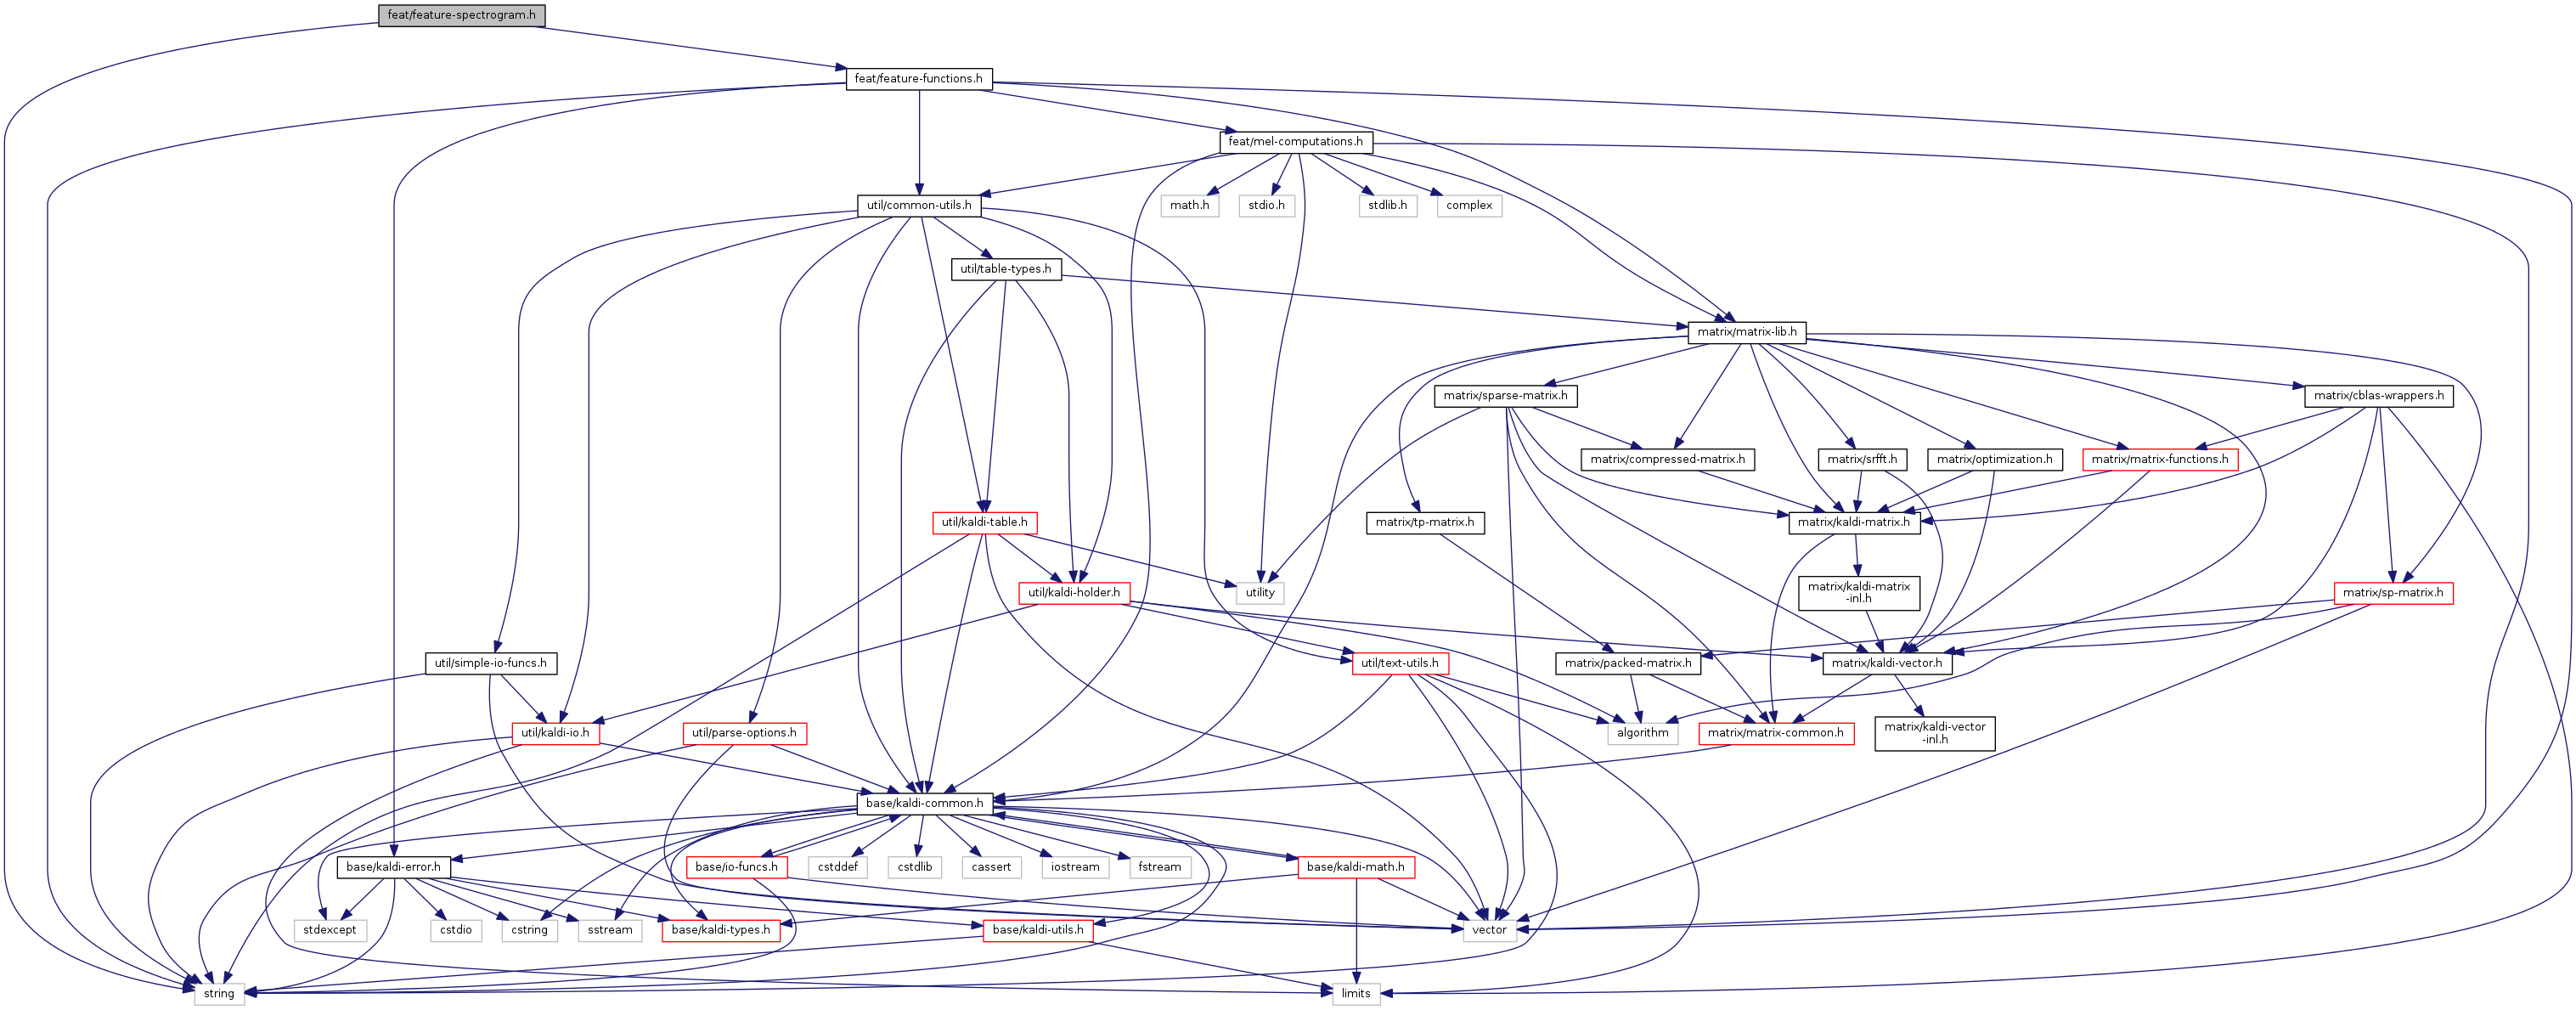 feat/feature-spectrogram.h
feat/feature-functions.h
feat/mel-computations.h
util/common-utils.h
math.h
stdio.h
stdlib.h
complex
util/table-types.h
matrix/matrix-lib.h
matrix/sparse-matrix.h
matrix/cblas-wrappers.h
matrix/compressed-matrix.h
matrix/srfft.h
matrix/optimization.h
matrix/matrix-functions.h
util/kaldi-table.h
matrix/tp-matrix.h
matrix/kaldi-matrix.h
util/kaldi-holder.h
utility
matrix/kaldi-matrix
-inl.h
matrix/sp-matrix.h
util/simple-io-funcs.h
util/text-utils.h
matrix/packed-matrix.h
matrix/kaldi-vector.h
util/kaldi-io.h
util/parse-options.h
algorithm
matrix/matrix-common.h
matrix/kaldi-vector
-inl.h
base/kaldi-common.h
base/kaldi-error.h
base/io-funcs.h
cstddef
cstdlib
cassert
iostream
fstream
base/kaldi-math.h
stdexcept
cstdio
cstring
sstream
base/kaldi-types.h
base/kaldi-utils.h
vector
string
limits